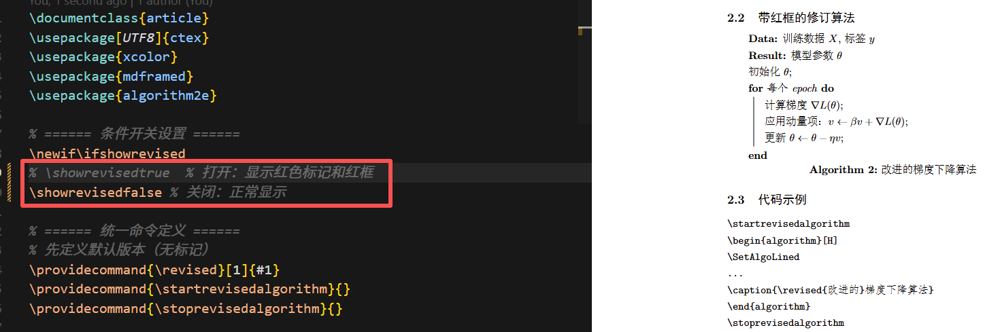 You, 1 second ago | 1 author (You)
\documentclass{article}
\usepackage[UTF8]{ctex}
\usepackage{xcolor}
\usepackage{mdframed}
\usepackage{algorithm2e}
% ====== 条件开关设置 ======
\newif\ifshowrevised
% \showrevisedtrue  % 打开：显示红色标记和红框
\showrevisedfalse % 关闭：正常显示
% ====== 统一命令定义 ======
% 先定义默认版本（无标记）
\providecommand{\revised}[1]{#1}
\providecommand{\startrevisedalgorithm}{}
\providecommand{\stoprevisedalgorithm}{}
2.2 带红框的修订算法
Data: 训练数据 X, 标签 y
Result: 模型参数 θ
初始化 θ;
for 每个 epoch do
计算梯度 ∇L(θ);
应用动量项：v ← βv + ∇L(θ);
更新 θ ← θ − ηv;
end
Algorithm 2: 改进的梯度下降算法
2.3 代码示例
\startrevisedalgorithm
\begin{algorithm}[H]
\SetAlgoLined
...
\caption{\revised{改进的}梯度下降算法}
\end{algorithm}
\stoprevisedalgorithm